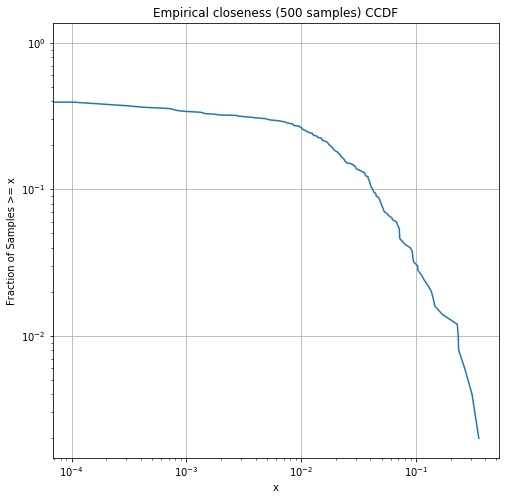 Empirical closeness (500 samples) CCDF
Fraction of Samples >= x
10⁰
10⁻¹
10⁻²
10⁻⁴
10⁻³
10⁻²
10⁻¹
x